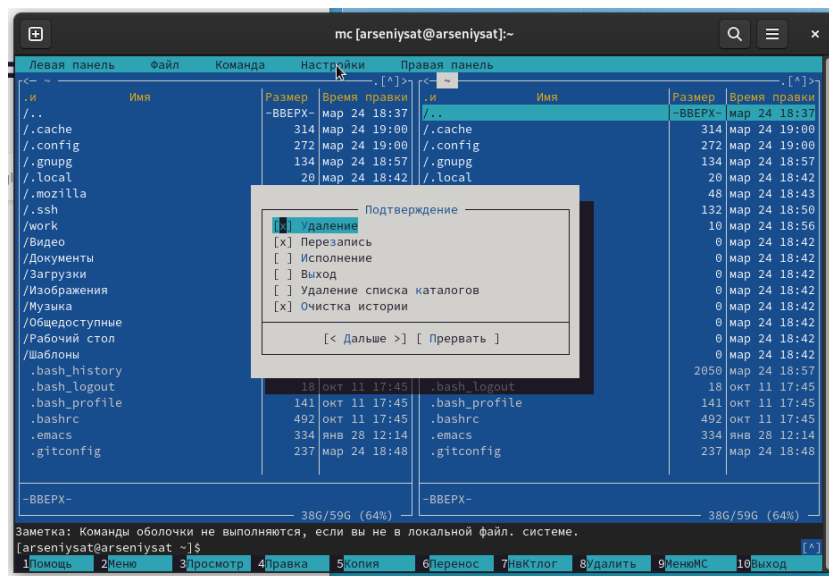 mc [arseniysat@arseniysat]:~
Левая панель Файл Команда Настройки Правая панель
<— ~ .[^]> <— ~ .[^]>
.и Имя Размер Время правки .и Имя Размер Время правки
/.. -ВВЕРХ- мар 24 18:37 /.. -ВВЕРХ- мар 24 18:37
/.cache 314 мар 24 19:00 /.cache 314 мар 24 19:00
/.config 272 мар 24 19:00 /.config 272 мар 24 19:00
/.gnupg 134 мар 24 18:57 /.gnupg 134 мар 24 18:57
/.local 20 мар 24 18:42 /.local 20 мар 24 18:42
/.mozilla 48 мар 24 18:43
/.ssh Подтверждение 132 мар 24 18:50
/work [x] Удаление 10 мар 24 18:56
/Видео [x] Перезапись 0 мар 24 18:42
/Документы [ ] Исполнение 0 мар 24 18:42
/Загрузки [ ] Выход 0 мар 24 18:42
/Изображения [ ] Удаление списка каталогов 0 мар 24 18:42
/Музыка [x] Очистка истории 0 мар 24 18:42
/Общедоступные 0 мар 24 18:42
/Рабочий стол [< Дальше >] [ Прервать ] 0 мар 24 18:42
/Шаблоны 0 мар 24 18:42
.bash_history 2050 мар 24 18:57
.bash_logout 18 окт 11 17:45 .bash_logout 18 окт 11 17:45
.bash_profile 141 окт 11 17:45 .bash_profile 141 окт 11 17:45
.bashrc 492 окт 11 17:45 .bashrc 492 окт 11 17:45
.emacs 334 янв 28 12:14 .emacs 334 янв 28 12:14
.gitconfig 237 мар 24 18:48 .gitconfig 237 мар 24 18:48
-ВВЕРХ- -ВВЕРХ-
38G/59G (64%) 38G/59G (64%)
Заметка: Команды оболочки не выполняются, если вы не в локальной файл. системе.
[arseniysat@arseniysat ~]$ [^]
1Помощь 2Меню 3Просмотр 4Правка 5Копия 6Перенос 7НвКтлог 8Удалить 9МенюМС 10Выход